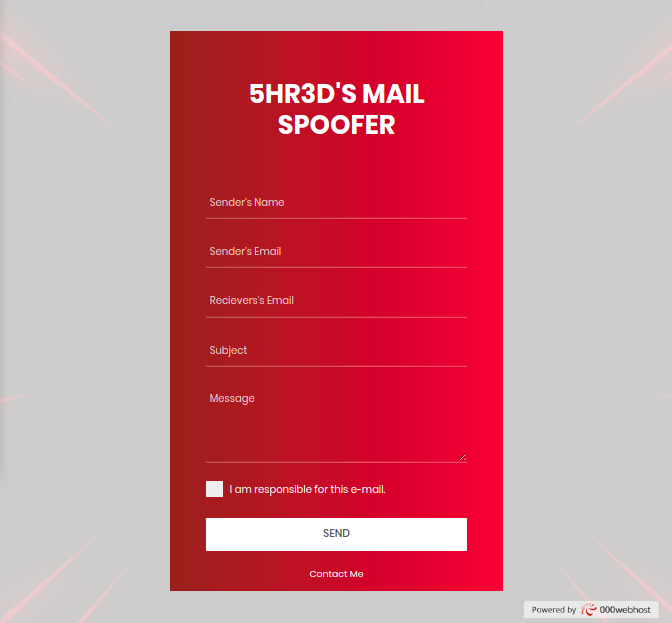 5HR3D'S MAIL
SPOOFER
Sender's Name
Sender's Email
Recievers's Email
Subject
Message
I am responsible for this e-mail.
SEND
Contact Me
Powered by 000webhost